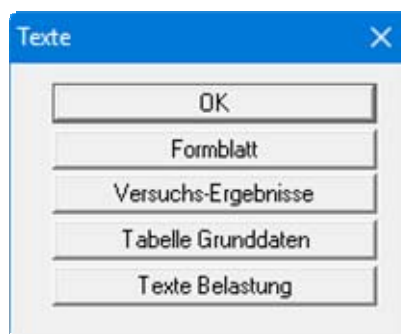 Texte
OK
Formblatt
Versuchs-Ergebnisse
Tabelle Grunddaten
Texte Belastung